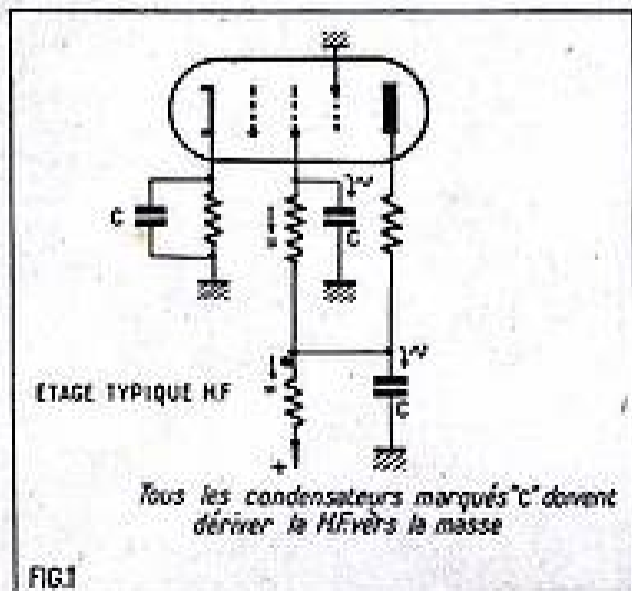 C
C
C
ETAGE TYPIQUE H.F
+
Tous les condensateurs marqués "C" doivent
dériver la H.F. vers la masse
FIG.1